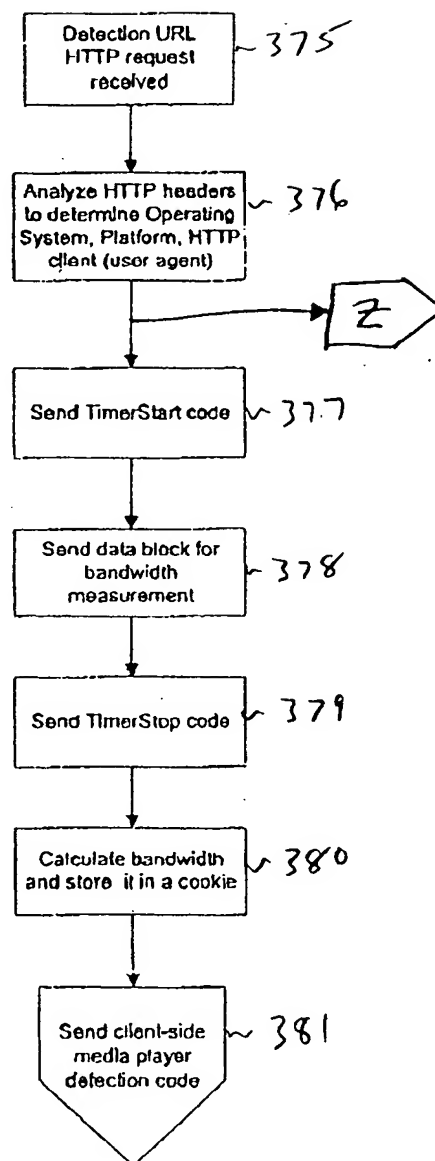 Detection URL
HTTP request
received
375
Analyze HTTP headers
to determine Operating
System, Platform, HTTP
client (user agent)
376
Z
Send TimerStart code
377
Send data block for
bandwidth
measurement
378
Send TimerStop code
379
Calculate bandwidth
and store it in a cookie
380
Send client-side
media player
detection code
381